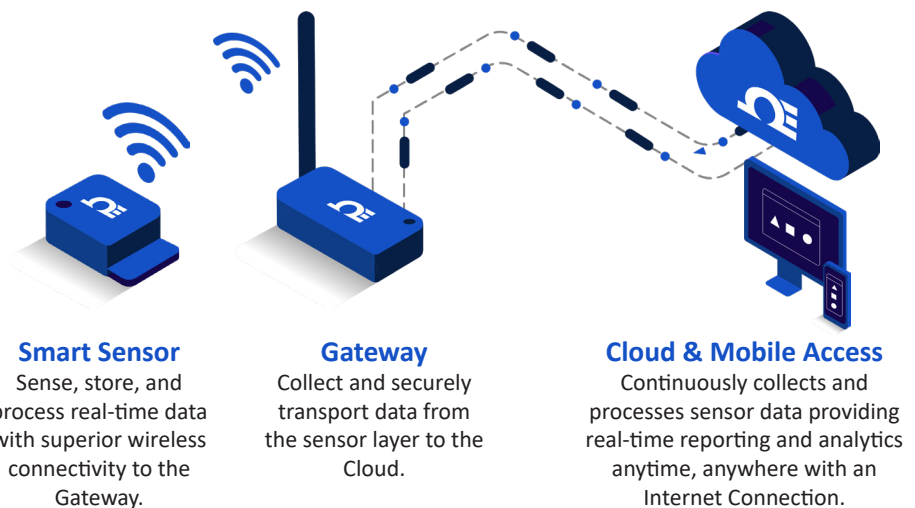 Smart Sensor
Sense, store, and
process real-time data
with superior wireless
connectivity to the
Gateway.
Gateway
Collect and securely
transport data from
the sensor layer to the
Cloud.
Cloud & Mobile Access
Continuously collects and
processes sensor data providing
real-time reporting and analytics
anytime, anywhere with an
Internet Connection.